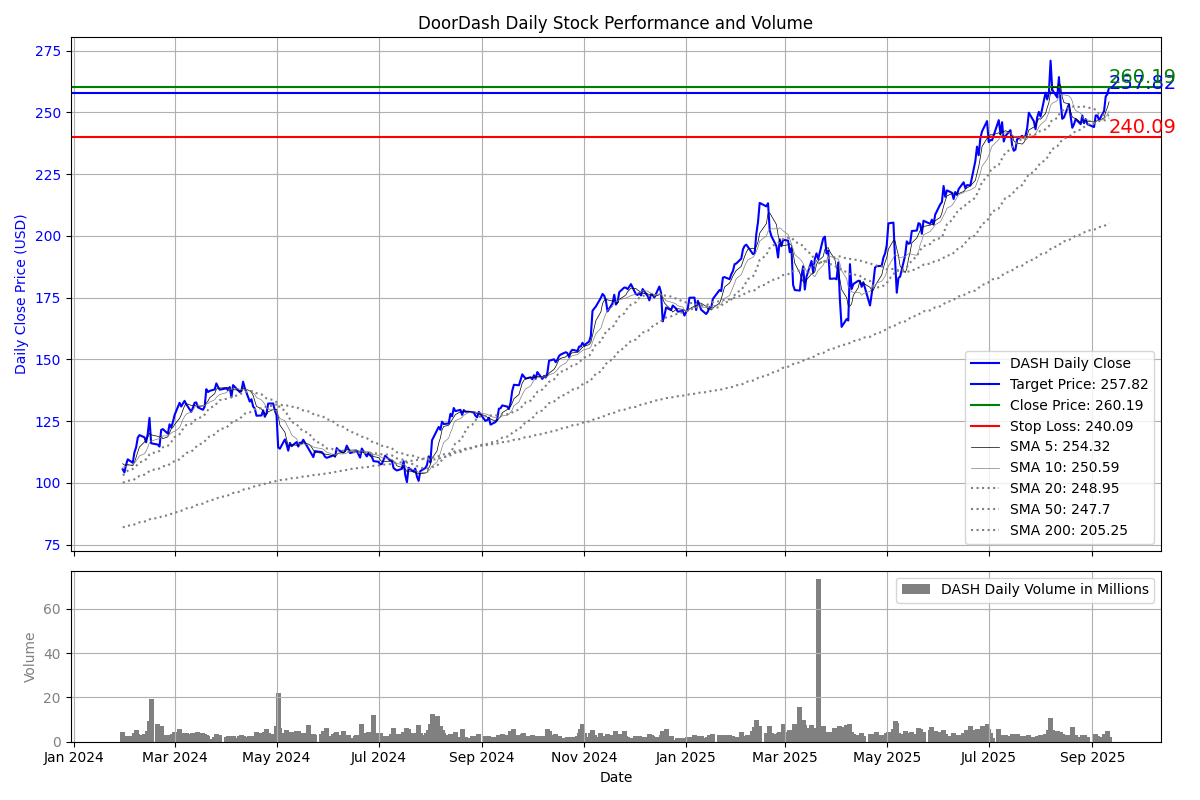 DoorDash Daily Stock Performance and Volume
275
250
225
200
175
150
125
100
75
Daily Close Price (USD)
260.19
257.82
240.09
DASH Daily Close
Target Price: 257.82
Close Price: 260.19
Stop Loss: 240.09
SMA 5: 254.32
SMA 10: 250.59
SMA 20: 248.95
SMA 50: 247.7
SMA 200: 205.25
60
40
20
0
Volume
DASH Daily Volume in Millions
Jan 2024 Mar 2024 May 2024 Jul 2024 Sep 2024 Nov 2024 Jan 2025 Mar 2025 May 2025 Jul 2025 Sep 2025
Date